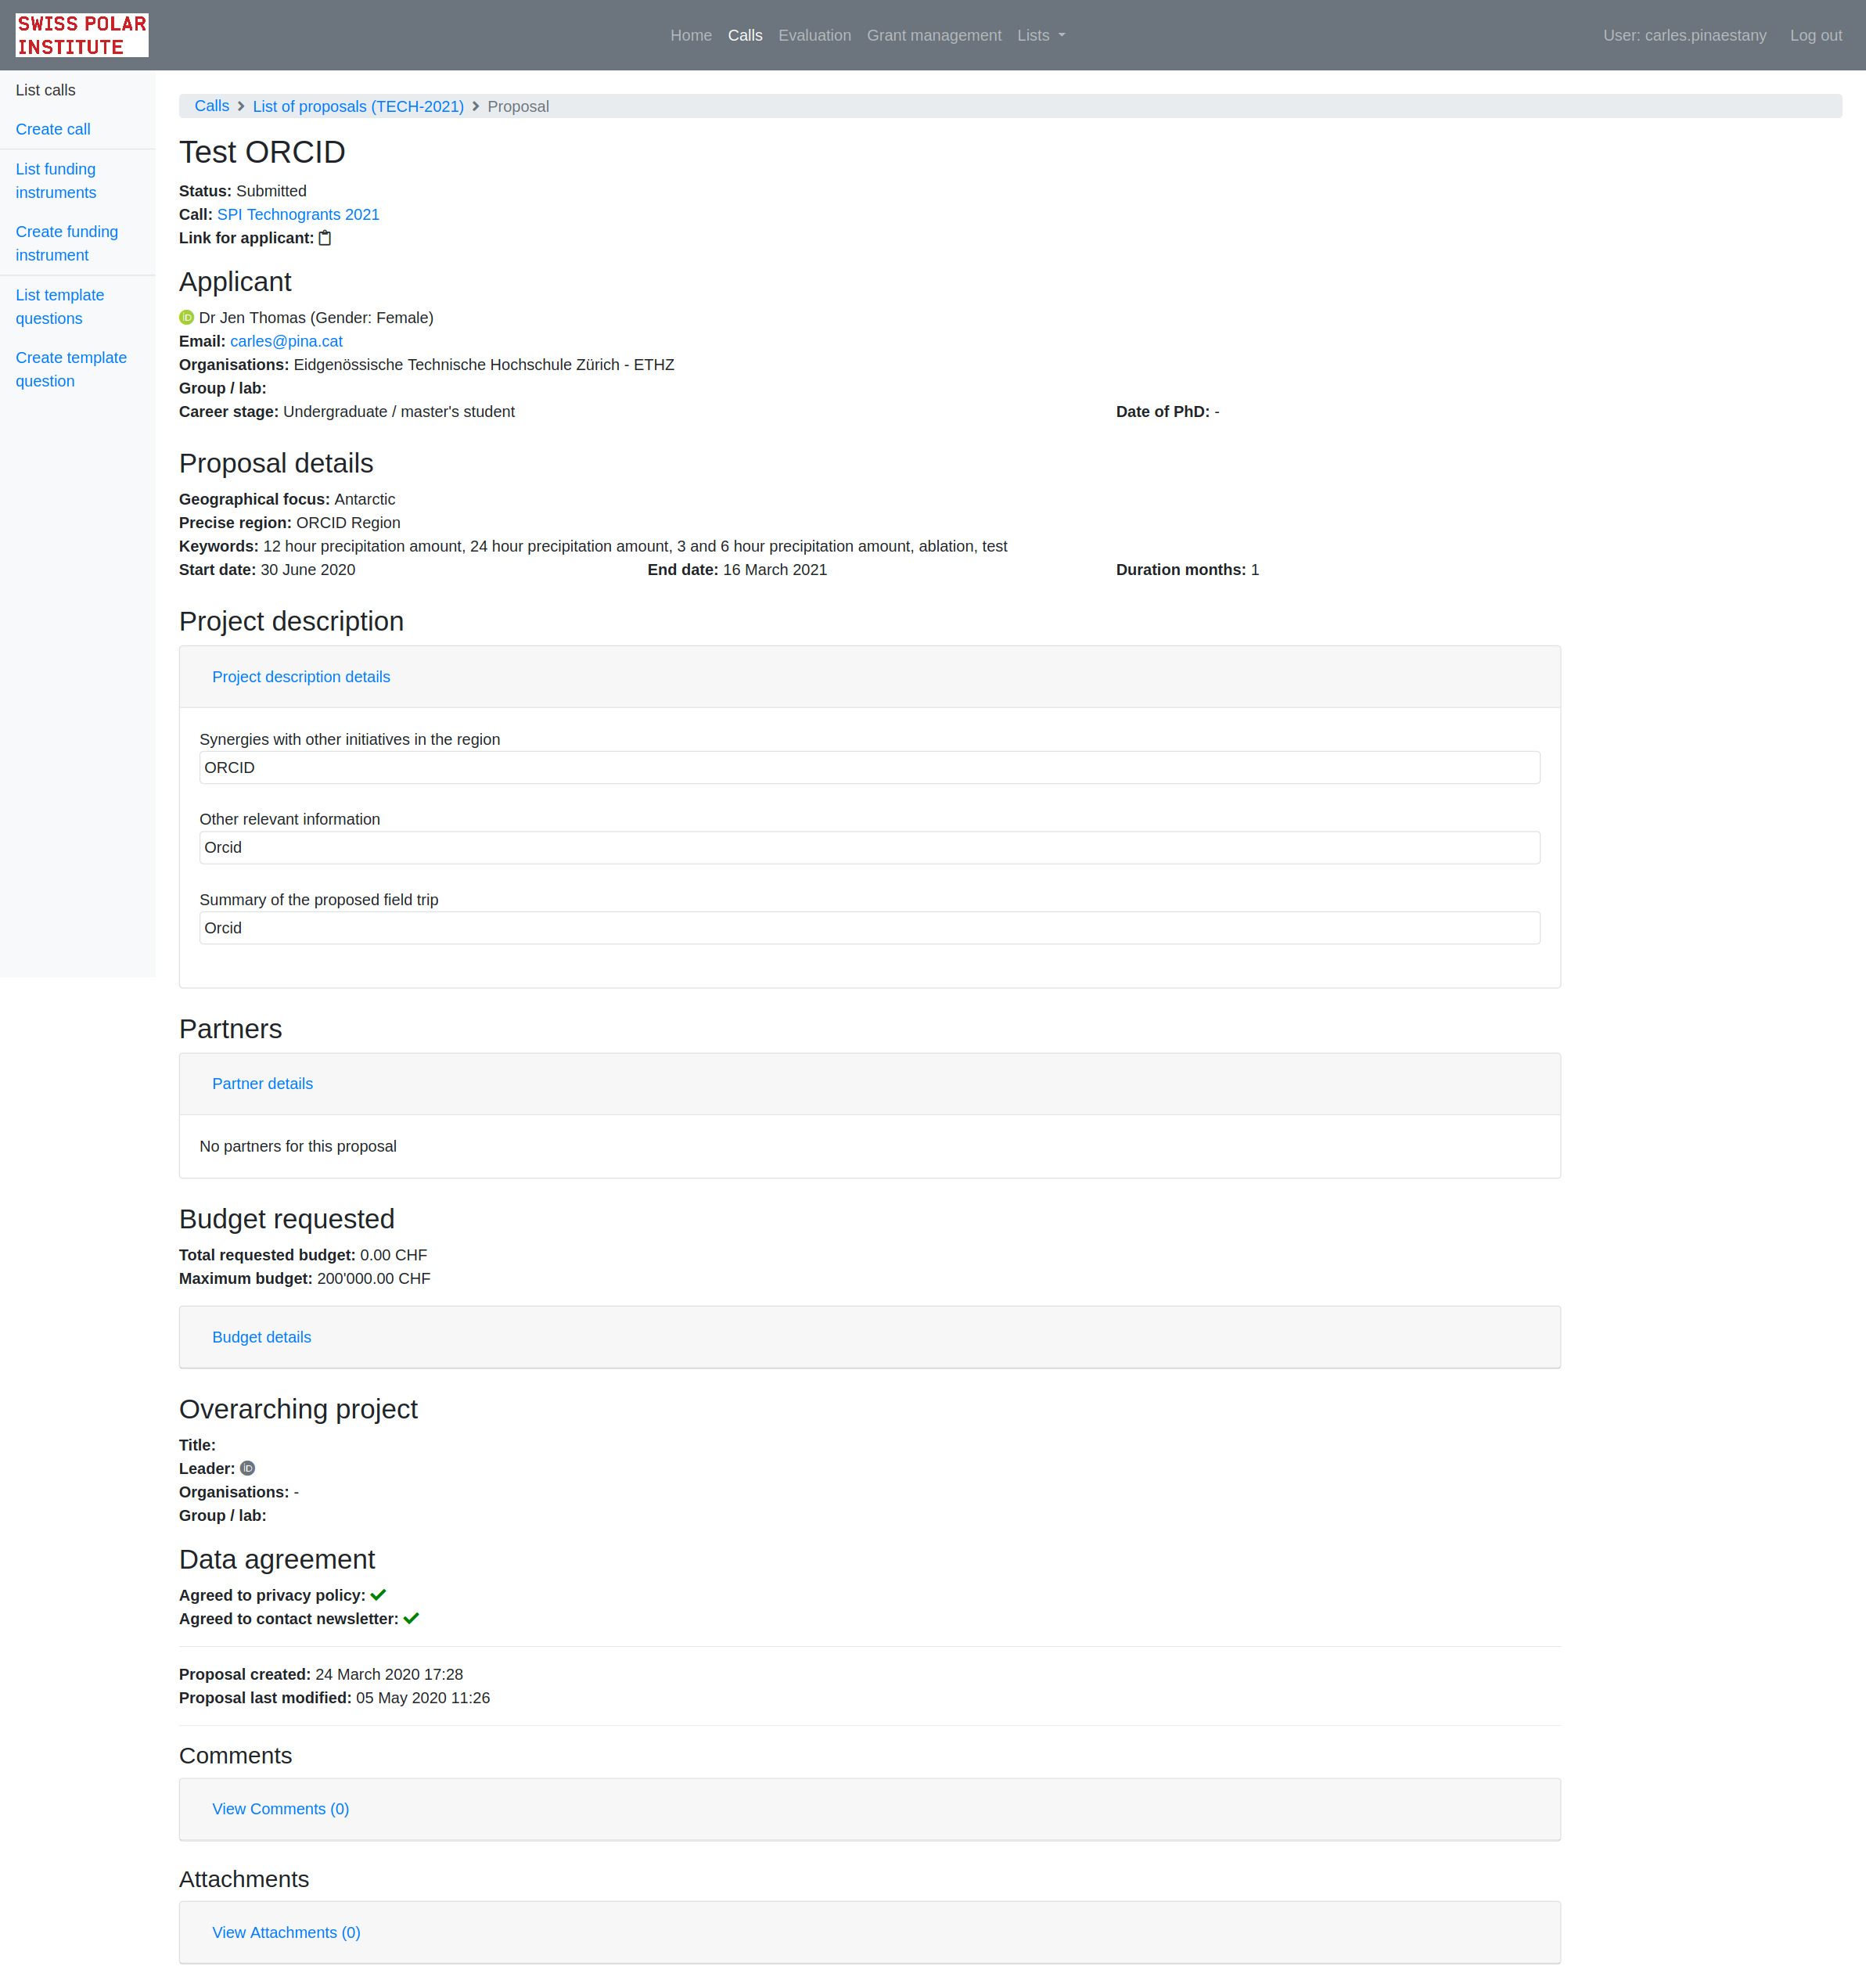 SWISS POLAR
INSTITUTE
Home Calls Evaluation Grant management Lists
User: carles.pinaestany Log out
List calls
Create call
List funding
instruments
Create funding
instrument
List template
questions
Create template
question
Calls > List of proposals (TECH-2021) > Proposal
Test ORCID
Status: Submitted
Call: SPI Technogrants 2021
Link for applicant:
Applicant
iD Dr Jen Thomas (Gender: Female)
Email: carles@pina.cat
Organisations: Eidgenössische Technische Hochschule Zürich - ETHZ
Group / lab:
Career stage: Undergraduate / master's student Date of PhD: -
Proposal details
Geographical focus: Antarctic
Precise region: ORCID Region
Keywords: 12 hour precipitation amount, 24 hour precipitation amount, 3 and 6 hour precipitation amount, ablation, test
Start date: 30 June 2020 End date: 16 March 2021 Duration months: 1
Project description
Project description details
Synergies with other initiatives in the region
ORCID
Other relevant information
Orcid
Summary of the proposed field trip
Orcid
Partners
Partner details
No partners for this proposal
Budget requested
Total requested budget: 0.00 CHF
Maximum budget: 200'000.00 CHF
Budget details
Overarching project
Title:
Leader: iD
Organisations: -
Group / lab:
Data agreement
Agreed to privacy policy:
Agreed to contact newsletter:
Proposal created: 24 March 2020 17:28
Proposal last modified: 05 May 2020 11:26
Comments
View Comments (0)
Attachments
View Attachments (0)